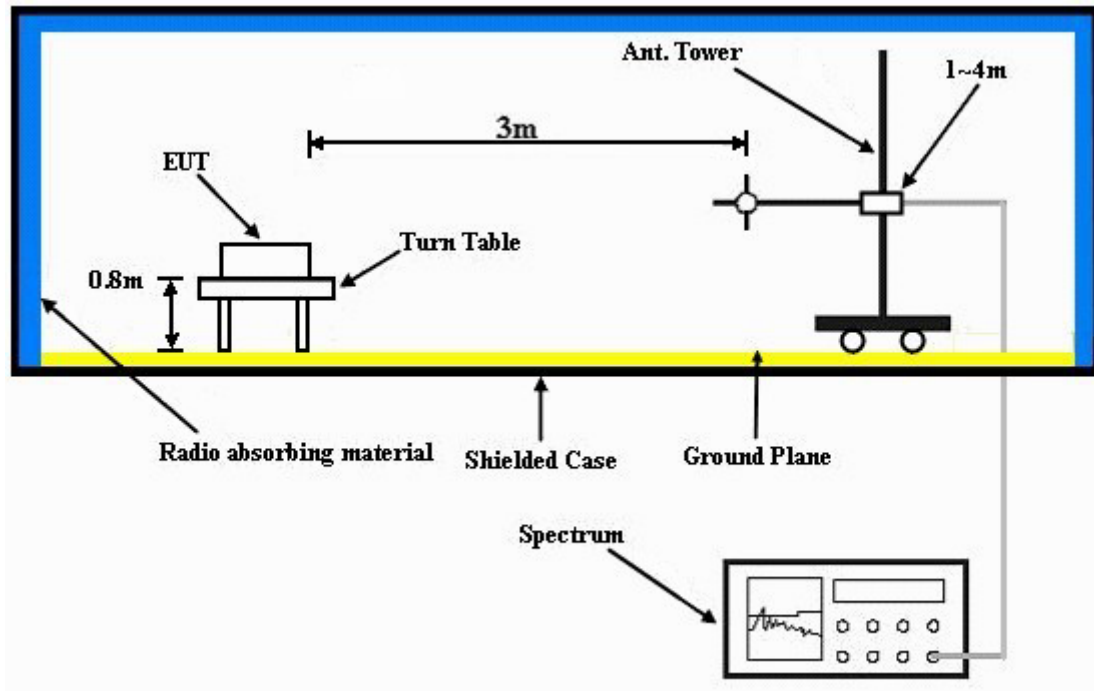 Ant. Tower
1~4m
3m
EUT
Turn Table
0.8m
Radio absorbing material
Shielded Case
Ground Plane
Spectrum